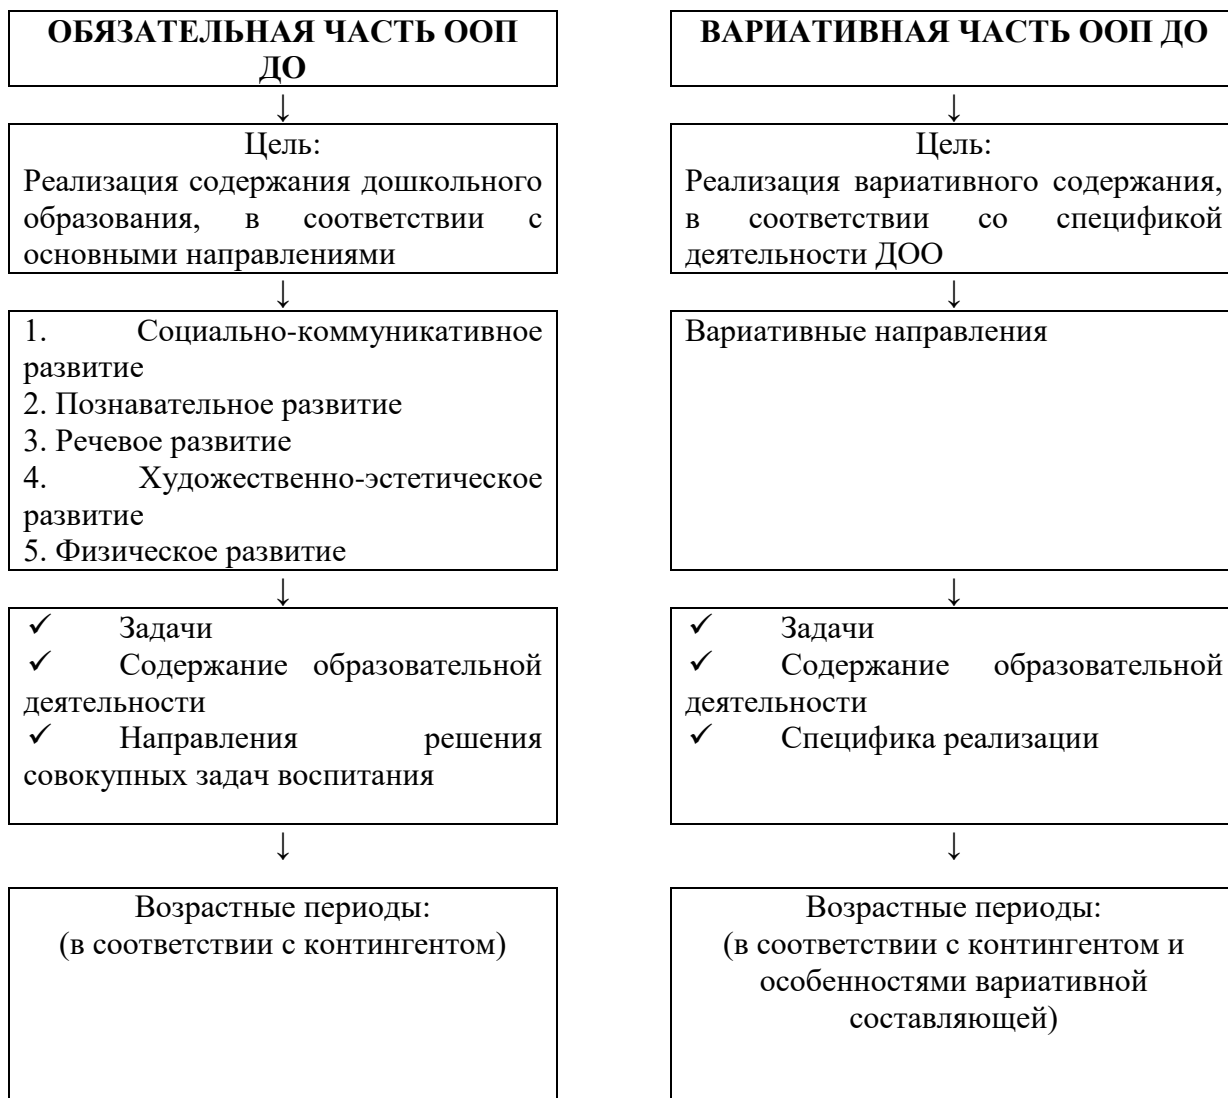 ОБЯЗАТЕЛЬНАЯ ЧАСТЬ ООП
ДО
↓
Цель:
Реализация содержания дошкольного
образования, в соответствии с
основными направлениями
↓
1. Социально-коммуникативное
развитие
2. Познавательное развитие
3. Речевое развитие
4. Художественно-эстетическое
развитие
5. Физическое развитие
↓
✓ Задачи
✓ Содержание образовательной
деятельности
✓ Направления решения
совокупных задач воспитания
↓
Возрастные периоды:
(в соответствии с контингентом)
ВАРИАТИВНАЯ ЧАСТЬ ООП ДО
↓
Цель:
Реализация вариативного содержания,
в соответствии со спецификой
деятельности ДОО
↓
Вариативные направления
↓
✓ Задачи
✓ Содержание образовательной
деятельности
✓ Специфика реализации
↓
Возрастные периоды:
(в соответствии с контингентом и
особенностями вариативной
составляющей)